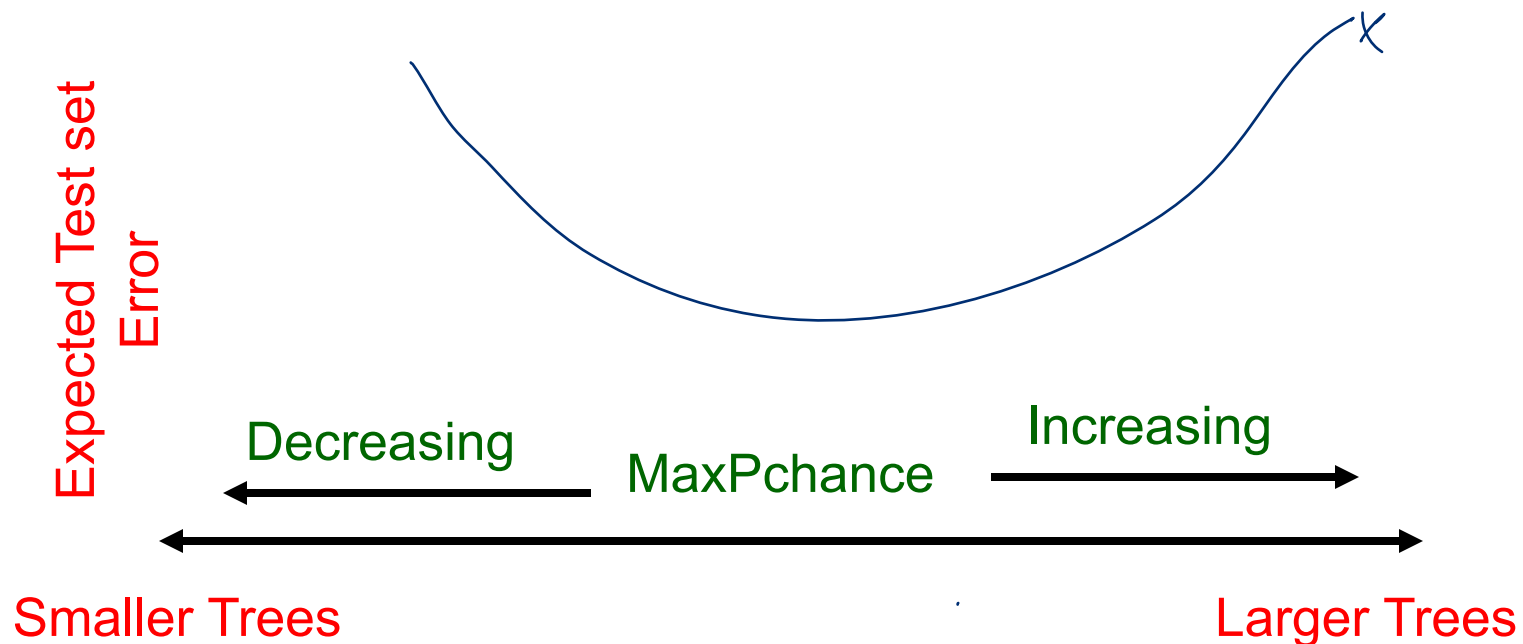 Expected Test set
Error
Decreasing
MaxPchance
Increasing
Smaller Trees
Larger Trees